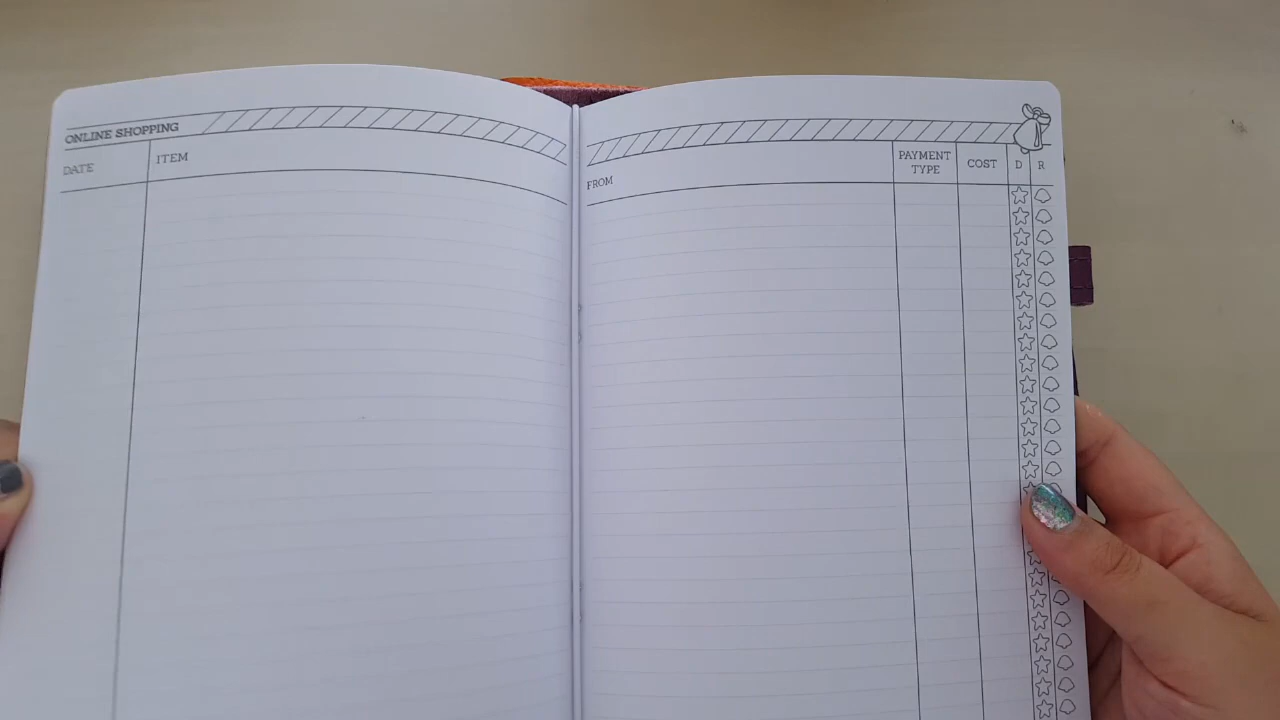 ONLINE SHOPPING
DATE
ITEM
FROM
PAYMENT
TYPE
COST
D
R